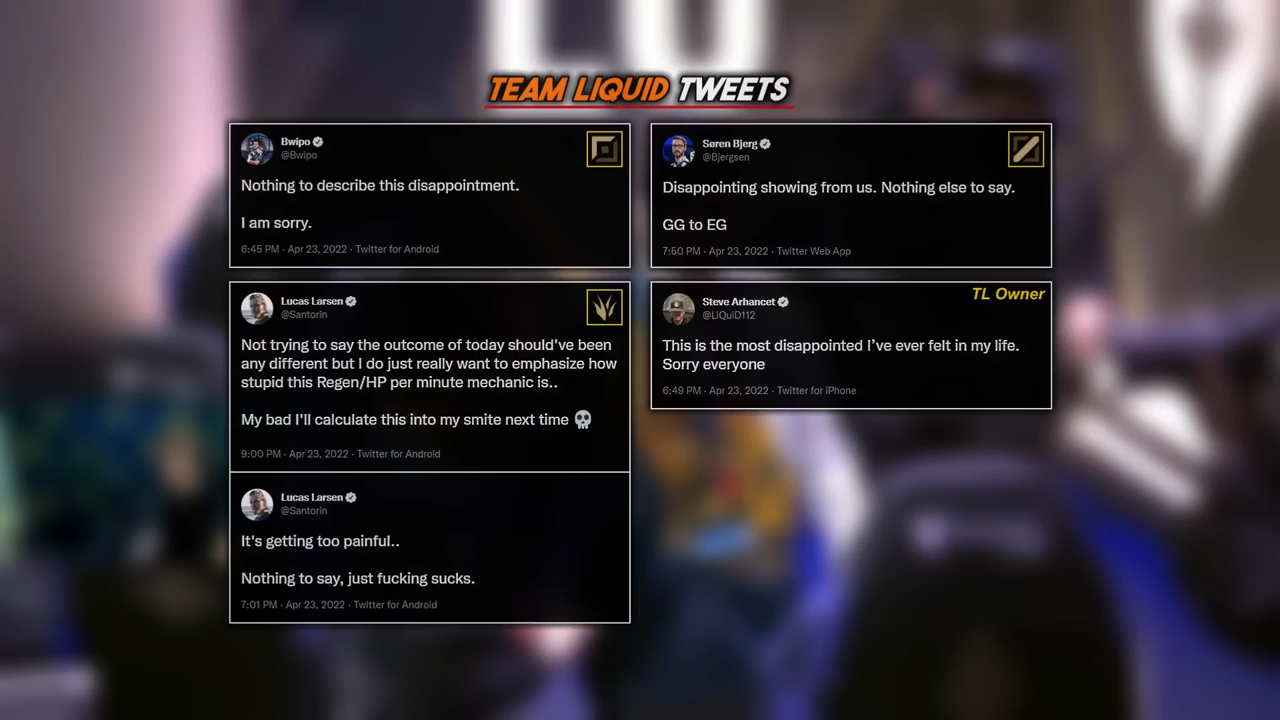 TEAM LIQUID TWEETS
Bwipo
@Bwipo
Nothing to describe this disappointment.
I am sorry.
6:45 PM · Apr 23, 2022 · Twitter for Android
Søren Bjerg
@Bjergsen
Disappointing showing from us. Nothing else to say.
GG to EG
7:50 PM · Apr 23, 2022 · Twitter Web App
Lucas Larsen
@Santorin
Not trying to say the outcome of today should've been
any different but I do just really want to emphasize how
stupid this Regen/HP per minute mechanic is..
My bad I'll calculate this into my smite next time 💀
9:00 PM · Apr 23, 2022 · Twitter for Android
TL Owner
Steve Arhancet
@LiQuiD112
This is the most disappointed I’ve ever felt in my life.
Sorry everyone
6:49 PM · Apr 23, 2022 · Twitter for iPhone
Lucas Larsen
@Santorin
It's getting too painful..
Nothing to say, just fucking sucks.
7:01 PM · Apr 23, 2022 · Twitter for Android